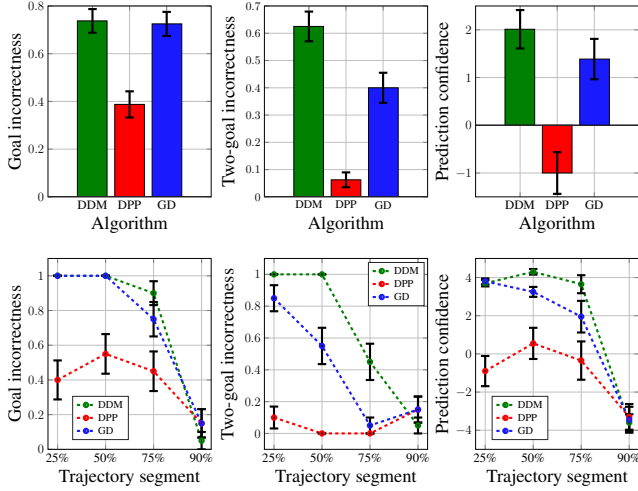 Goal incorrectness
0.8
0.6
0.4
0.2
0
DDM DPP GD
Algorithm
Two-goal incorrectness
0.7
0.6
0.5
0.4
0.3
0.2
0.1
0
DDM DPP GD
Algorithm
Prediction confidence
2
1
0
−1
DDM DPP GD
Algorithm
Goal incorrectness
1
0.8
0.6
0.4
0.2
0
DDM
DPP
GD
25% 50% 75% 90%
Trajectory segment
Two-goal incorrectness
1
0.8
0.6
0.4
0.2
0
DDM
DPP
GD
25% 50% 75% 90%
Trajectory segment
Prediction confidence
4
2
0
−2
−4
DDM
DPP
GD
25% 50% 75% 90%
Trajectory segment